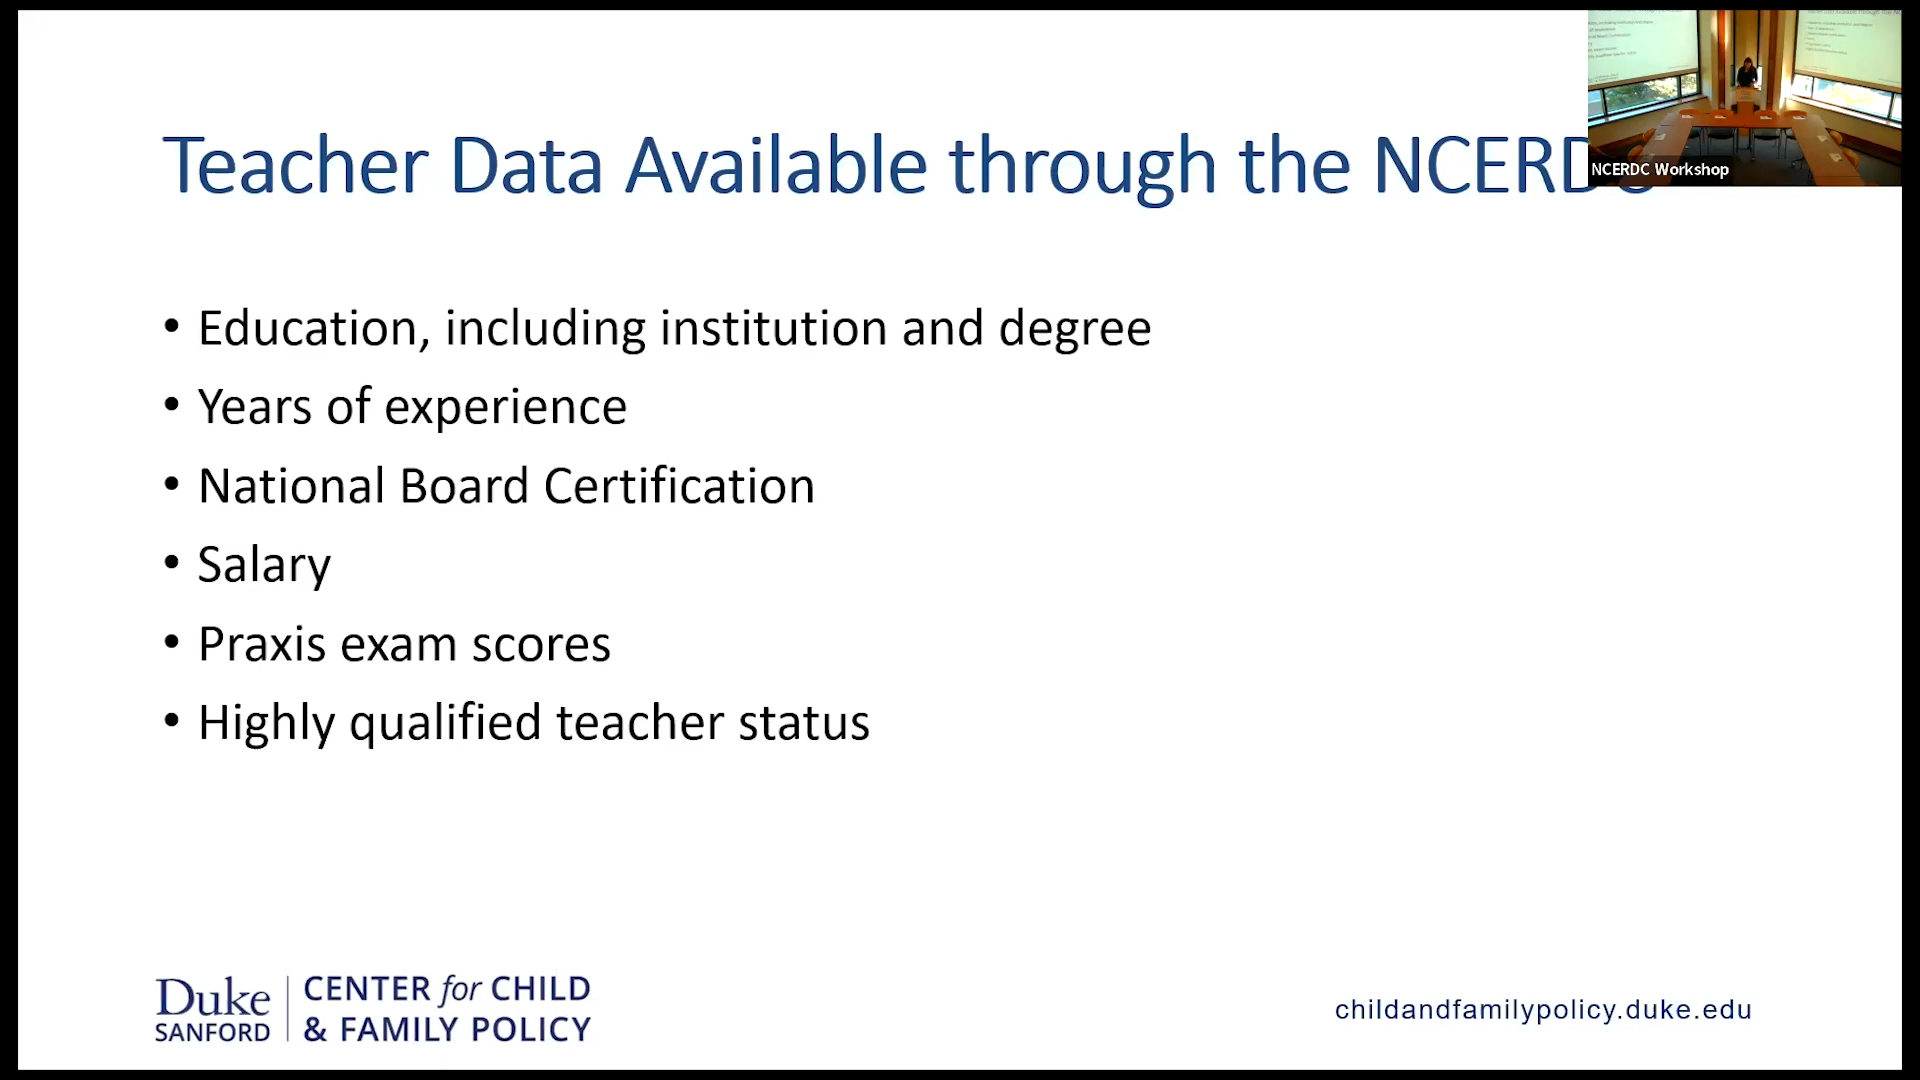 Teacher Data Available through the NCERDC
NCERDC Workshop
• Education, including institution and degree
• Years of experience
• National Board Certification
• Salary
• Praxis exam scores
• Highly qualified teacher status
Duke
SANFORD
CENTER for CHILD
& FAMILY POLICY
childandfamilypolicy.duke.edu